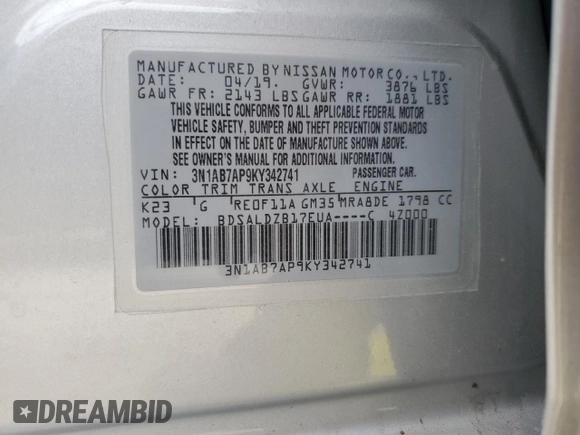 MANUFACTURED BY NISSAN MOTOR CO., LTD.
DATE: 04/19. GVWR: 3876 LBS
GAWR FR: 2143 LBS GAWR RR: 1881 LBS
THIS VEHICLE CONFORMS TO ALL APPLICABLE FEDERAL MOTOR
VEHICLE SAFETY, BUMPER AND THEFT PREVENTION STANDARDS
IN EFFECT ON THE DATE OF MANUFACTURE SHOWN ABOVE.
SEE OWNER'S MANUAL FOR ADDITIONAL INFORMATION.
VIN: 3N1AB7AP9KY342741 PASSENGER CAR.
COLOR TRIM TRANS AXLE ENGINE
K23 G RE0F11A GM35 MRA8DE 1798 CC
MODEL: BDSALDZB17EUA----C 4Z000
3N1AB7AP9KY342741
DREAMBID